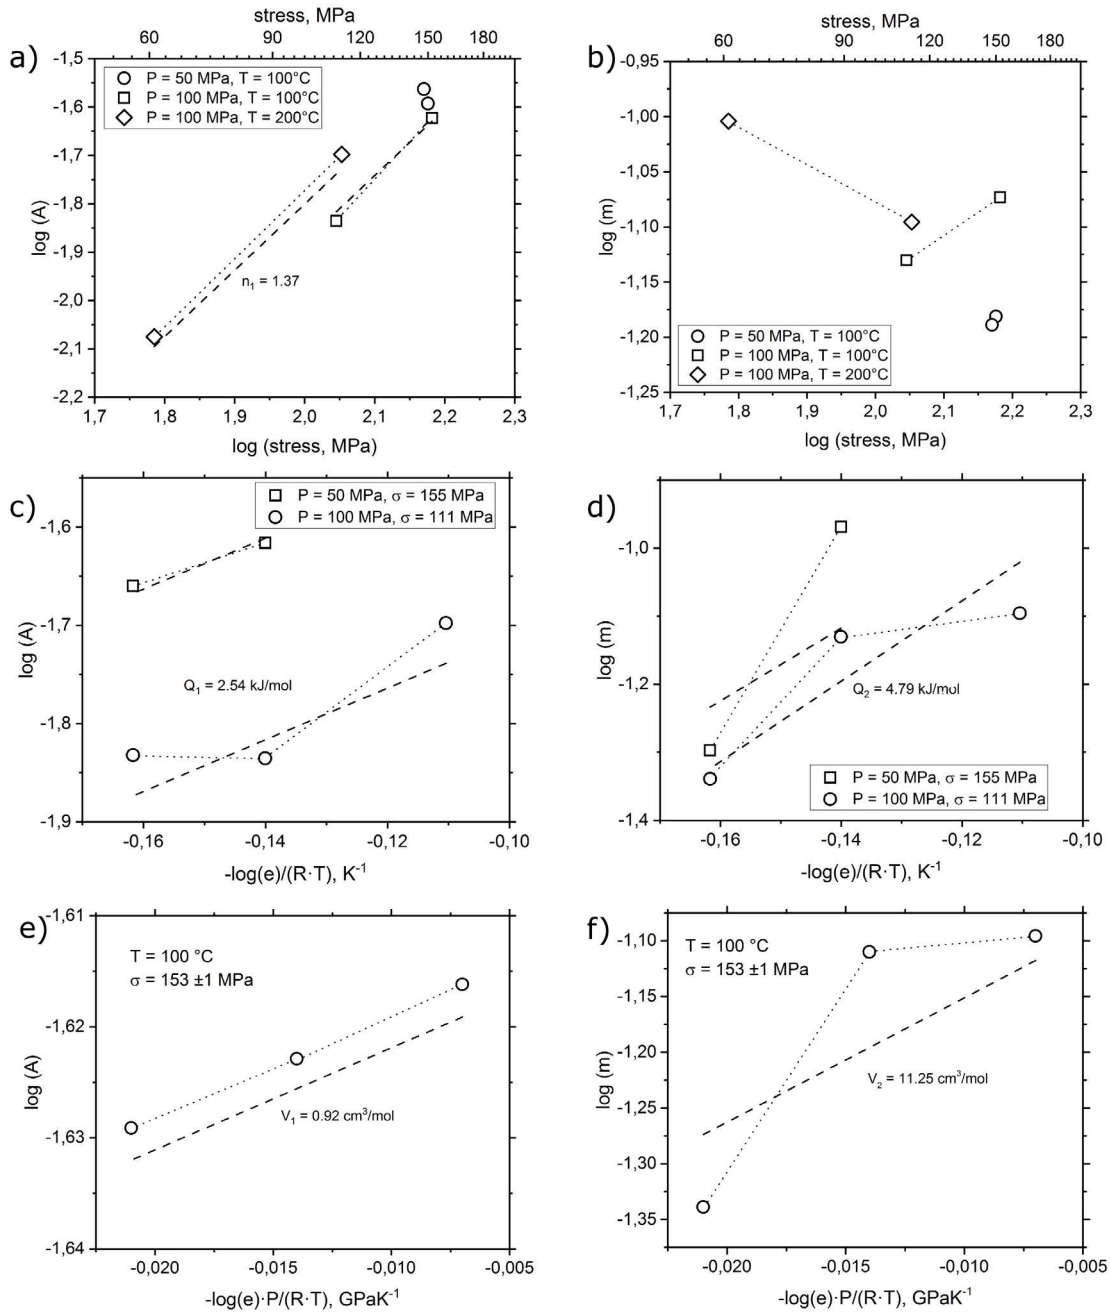 a)
stress, MPa
60 90 120 150 180
-1,5
-1,6
-1,7
-1,8
-1,9
-2,0
-2,1
-2,2
log (A)
P = 50 MPa, T = 100°C
P = 100 MPa, T = 100°C
P = 100 MPa, T = 200°C
n1 = 1.37
1,7 1,8 1,9 2,0 2,1 2,2 2,3
log (stress, MPa)
b)
stress, MPa
60 90 120 150 180
-0,95
-1,00
-1,05
-1,10
-1,15
-1,20
-1,25
log (m)
P = 50 MPa, T = 100°C
P = 100 MPa, T = 100°C
P = 100 MPa, T = 200°C
1,7 1,8 1,9 2,0 2,1 2,2 2,3
log (stress, MPa)
c)
-1,6
-1,7
-1,8
-1,9
log (A)
P = 50 MPa, σ = 155 MPa
P = 100 MPa, σ = 111 MPa
Q1 = 2.54 kJ/mol
-0,16 -0,14 -0,12 -0,10
-log(e)/(R·T), K-1
d)
-1,0
-1,2
-1,4
log (m)
Q2 = 4.79 kJ/mol
P = 50 MPa, σ = 155 MPa
P = 100 MPa, σ = 111 MPa
-0,16 -0,14 -0,12 -0,10
-log(e)/(R·T), K-1
e)
-1,61
-1,62
-1,63
-1,64
log (A)
T = 100 °C
σ = 153 ±1 MPa
V1 = 0.92 cm3/mol
-0,020 -0,015 -0,010 -0,005
-log(e)·P/(R·T), GPaK-1
f)
-1,10
-1,15
-1,20
-1,25
-1,30
-1,35
log (m)
T = 100 °C
σ = 153 ±1 MPa
V2 = 11.25 cm3/mol
-0,020 -0,015 -0,010 -0,005
-log(e)·P/(R·T), GPaK-1